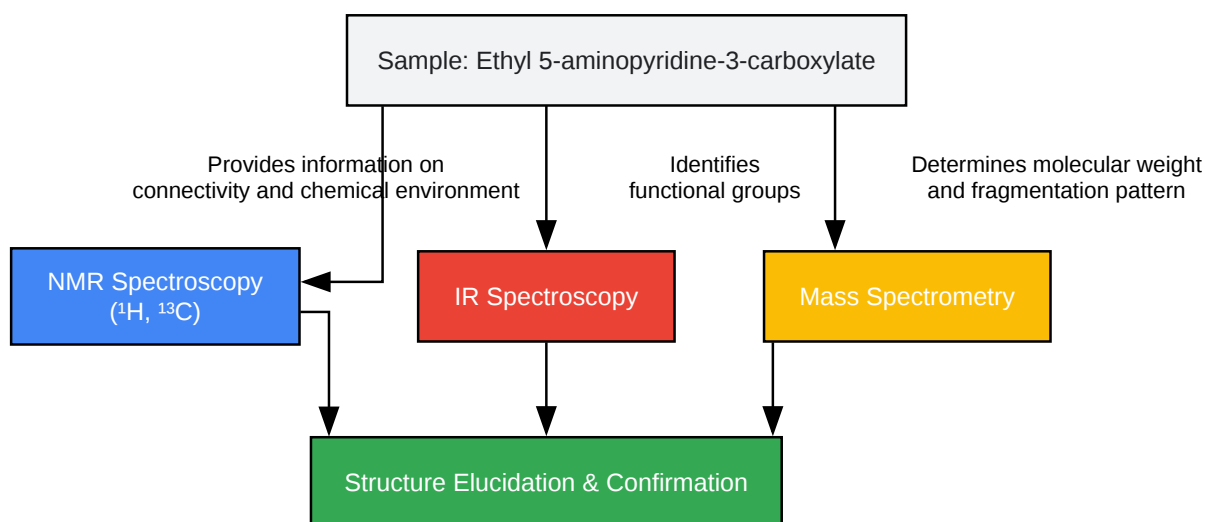 Sample: Ethyl 5-aminopyridine-3-carboxylate
Provides information on
connectivity and chemical environment
Identifies
functional groups
Determines molecular weight
and fragmentation pattern
NMR Spectroscopy
(¹H, ¹³C)
IR Spectroscopy
Mass Spectrometry
Structure Elucidation & Confirmation